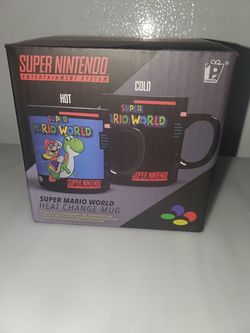 SUPER NINTENDO
ENTERTAINMENT SYSTEM
P
HOT
COLD
SUPER
MARIO WORLD
SUPER NINTENDO
SUPER
MARIO WORLD
SUPER NINTENDO
SUPER MARIO WORLD
HEAT CHANGE MUG